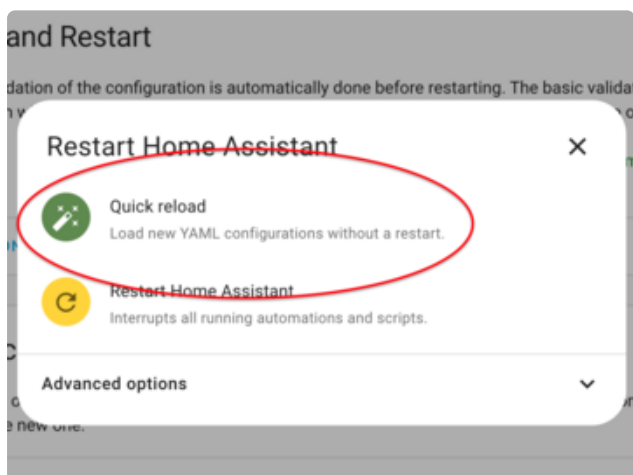 and Restart
dation of the configuration is automatically done before restarting. The basic valida
Restart Home Assistant
Quick reload
Load new YAML configurations without a restart.
Restart Home Assistant
Interrupts all running automations and scripts.
Advanced options
e new one.